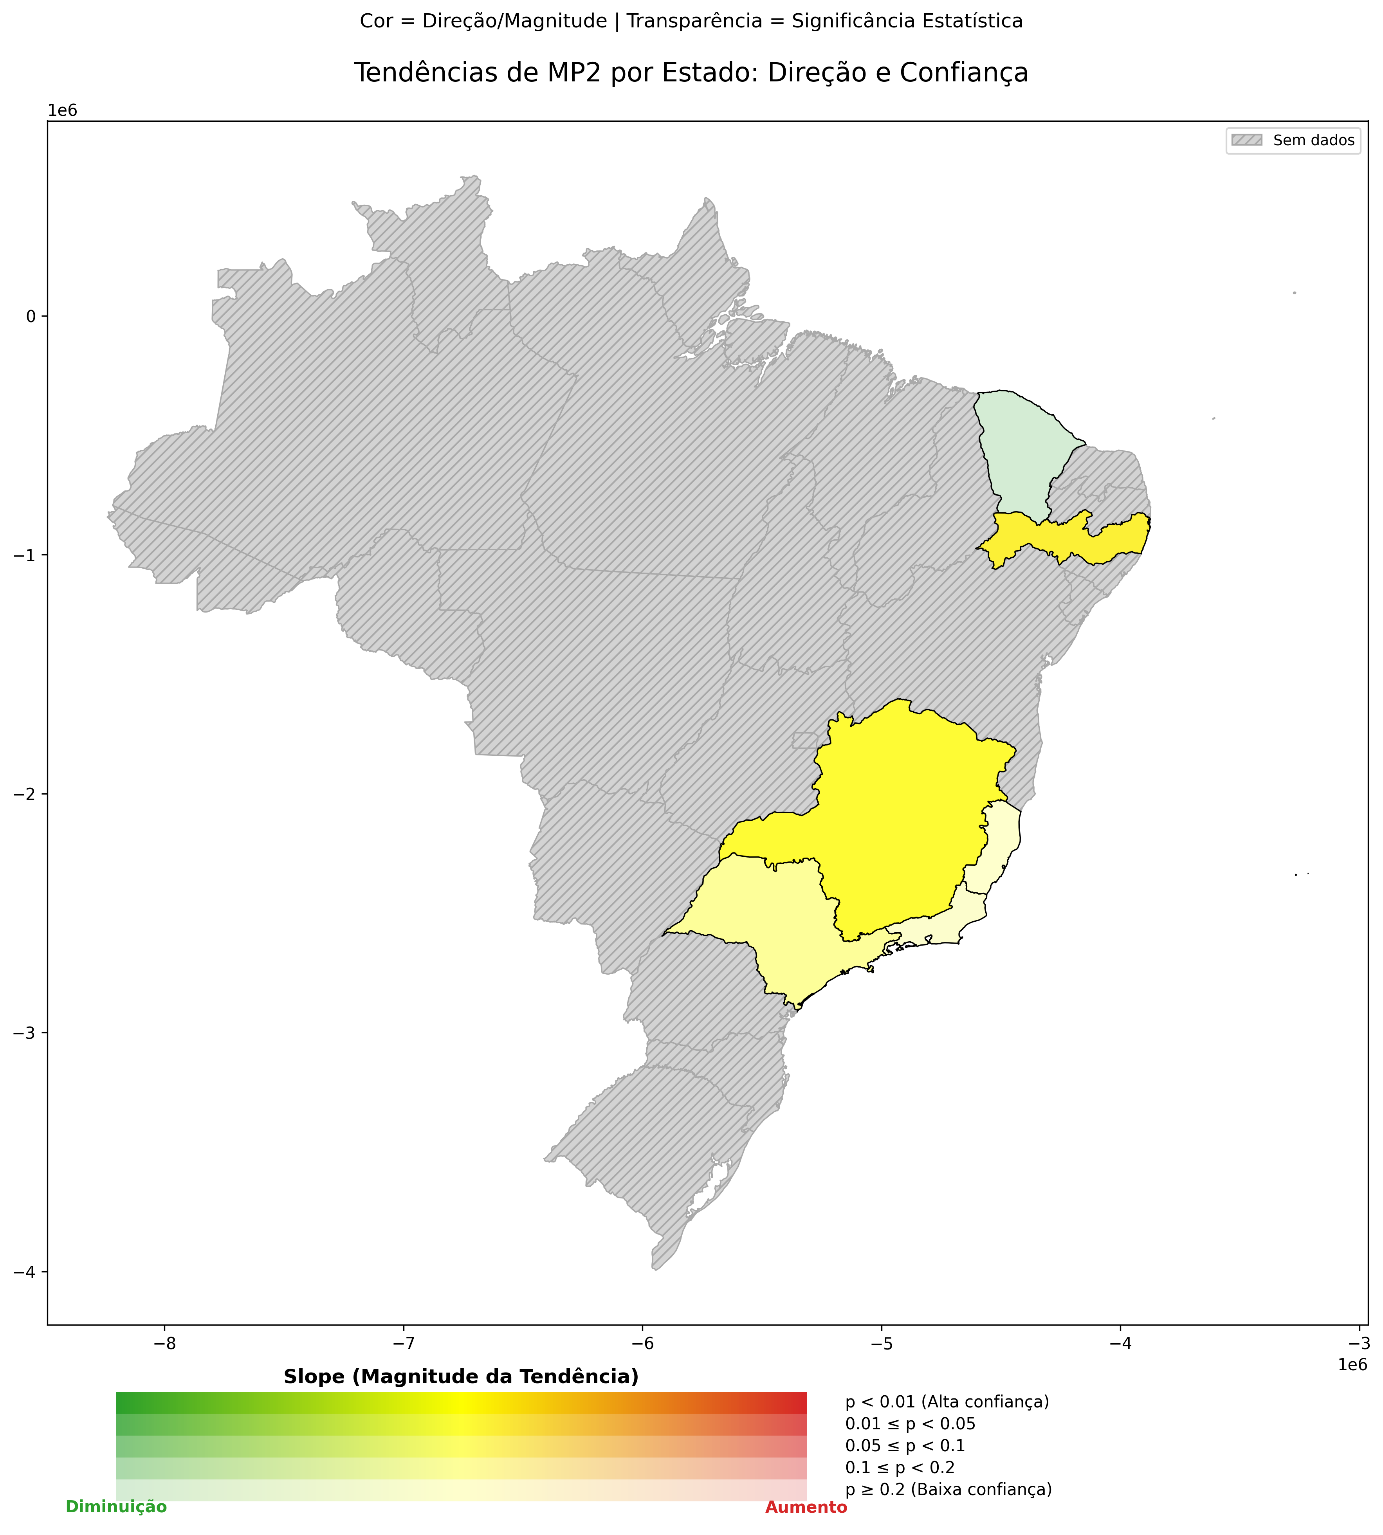 Cor = Direção/Magnitude | Transparência = Significância Estatística
Tendências de MP2 por Estado: Direção e Confiança
1e6
Sem dados
0
−1
−2
−3
−4
−8
−7
−6
−5
−4
−3
1e6
Slope (Magnitude da Tendência)
p < 0.01 (Alta confiança)
0.01 ≤ p < 0.05
0.05 ≤ p < 0.1
0.1 ≤ p < 0.2
p ≥ 0.2 (Baixa confiança)
Diminuição
Aumento